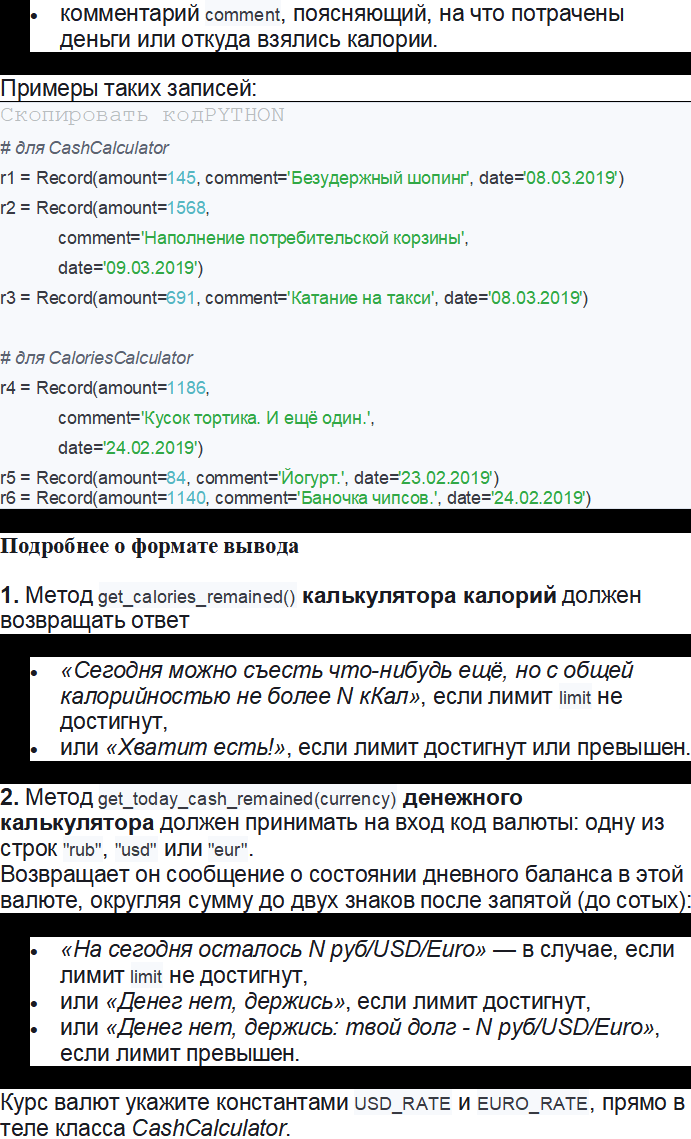 • комментарий comment, поясняющий, на что потрачены
деньги или откуда взялись калории.
Примеры таких записей:
Скопировать кодPYTHON
# для CashCalculator
r1 = Record(amount=145, comment='Безудержный шопинг', date='08.03.2019')
r2 = Record(amount=1568,
comment='Наполнение потребительской корзины',
date='09.03.2019')
r3 = Record(amount=691, comment='Катание на такси', date='08.03.2019')
# для CaloriesCalculator
r4 = Record(amount=1186,
comment='Кусок тортика. И ещё один.',
date='24.02.2019')
r5 = Record(amount=84, comment='Йогурт.', date='23.02.2019')
r6 = Record(amount=1140, comment='Баночка чипсов.', date='24.02.2019')
Подробнее о формате вывода
1. Метод get_calories_remained() калькулятора калорий должен
возвращать ответ
• «Сегодня можно съесть что-нибудь ещё, но с общей
калорийностью не более N кКал», если лимит limit не
достигнут,
• или «Хватит есть!», если лимит достигнут или превышен.
2. Метод get_today_cash_remained(currency) денежного
калькулятора должен принимать на вход код валюты: одну из
строк "rub", "usd" или "eur".
Возвращает он сообщение о состоянии дневного баланса в этой
валюте, округляя сумму до двух знаков после запятой (до сотых):
• «На сегодня осталось N руб/USD/Euro» — в случае, если
лимит limit не достигнут,
• или «Денег нет, держись», если лимит достигнут,
• или «Денег нет, держись: твой долг - N руб/USD/Euro»,
если лимит превышен.
Курс валют укажите константами USD_RATE и EURO_RATE, прямо в
теле класса CashCalculator.